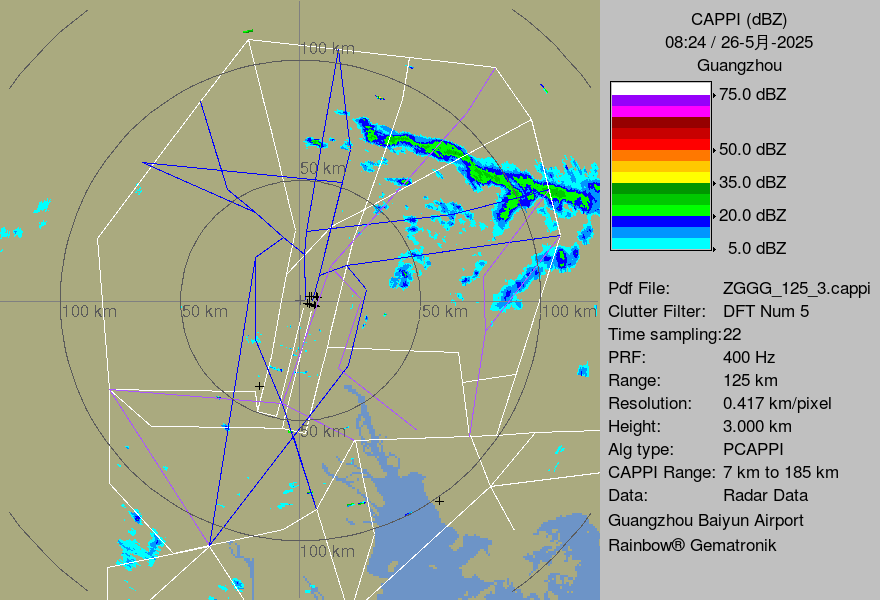 CAPPI (dBZ)
08:24 / 26-5月-2025
Guangzhou
75.0 dBZ
50.0 dBZ
35.0 dBZ
20.0 dBZ
5.0 dBZ
Pdf File: ZGGG_125_3.cappi
Clutter Filter: DFT Num 5
Time sampling:22
PRF: 400 Hz
Range: 125 km
Resolution: 0.417 km/pixel
Height: 3.000 km
Alg type: PCAPPI
CAPPI Range: 7 km to 185 km
Data: Radar Data
Guangzhou Baiyun Airport
Rainbow® Gematronik
100 km
50 km
100 km
50 km
50 km
100 km
50 km
100 km